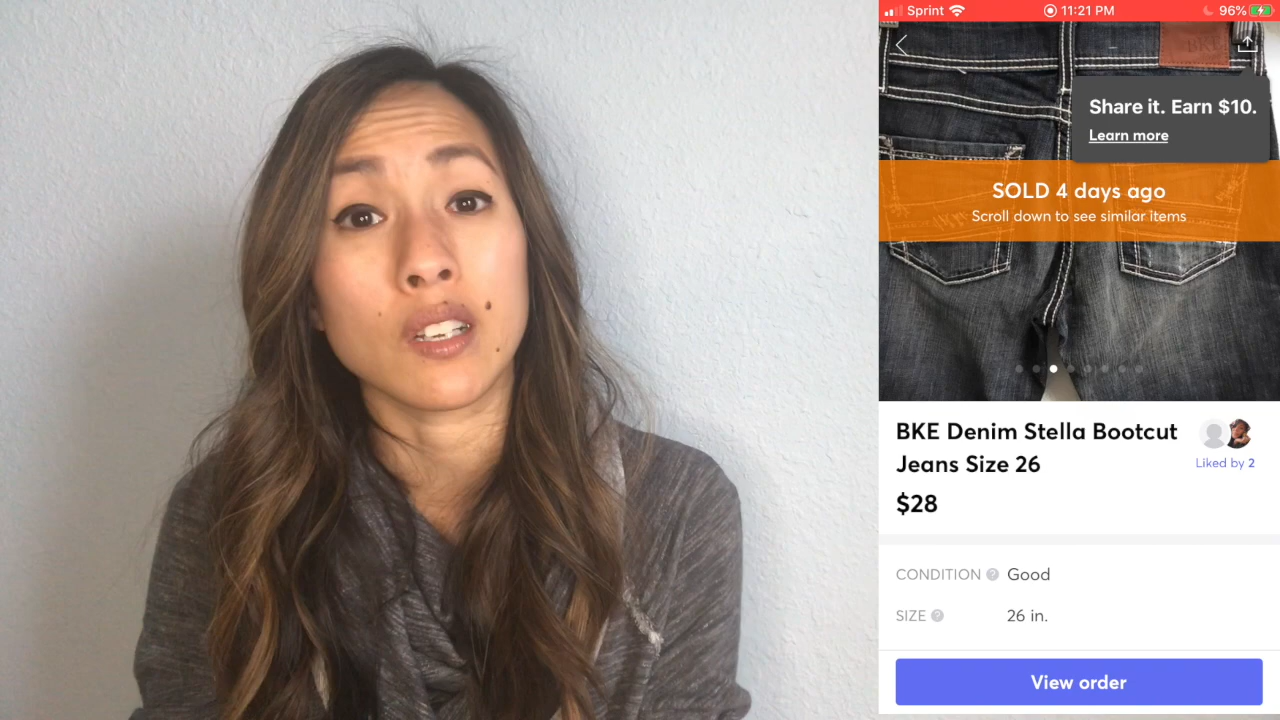 Sprint 11:21 PM 96%
BKE
Share it. Earn $10.
Learn more
SOLD 4 days ago
Scroll down to see similar items
BKE Denim Stella Bootcut
Jeans Size 26
Liked by 2
$28
CONDITION ? Good
SIZE ? 26 in.
View order